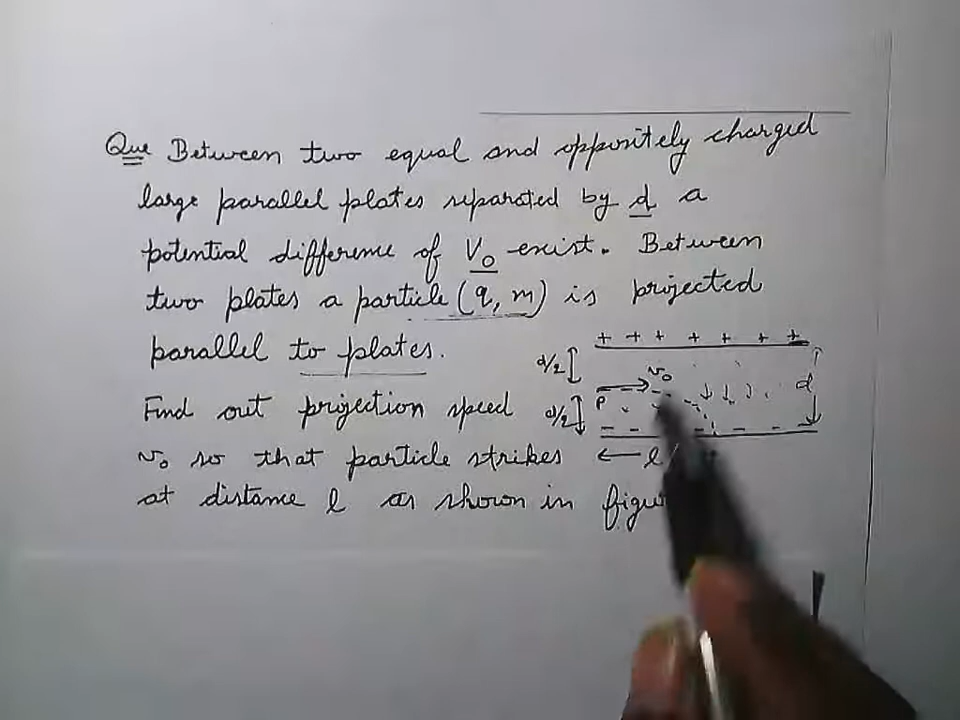 Que Between two equal and oppositely charged
large parallel plates separated by d a
potential difference of V₀ exist. Between
two plates a particle (q, m) is projected
parallel to plates.
+ + + + + + +
d/2
v₀
d
P
d/2
- - - - -
Find out projection speed
v₀ so that particle strikes
← l
at distance l as shown in